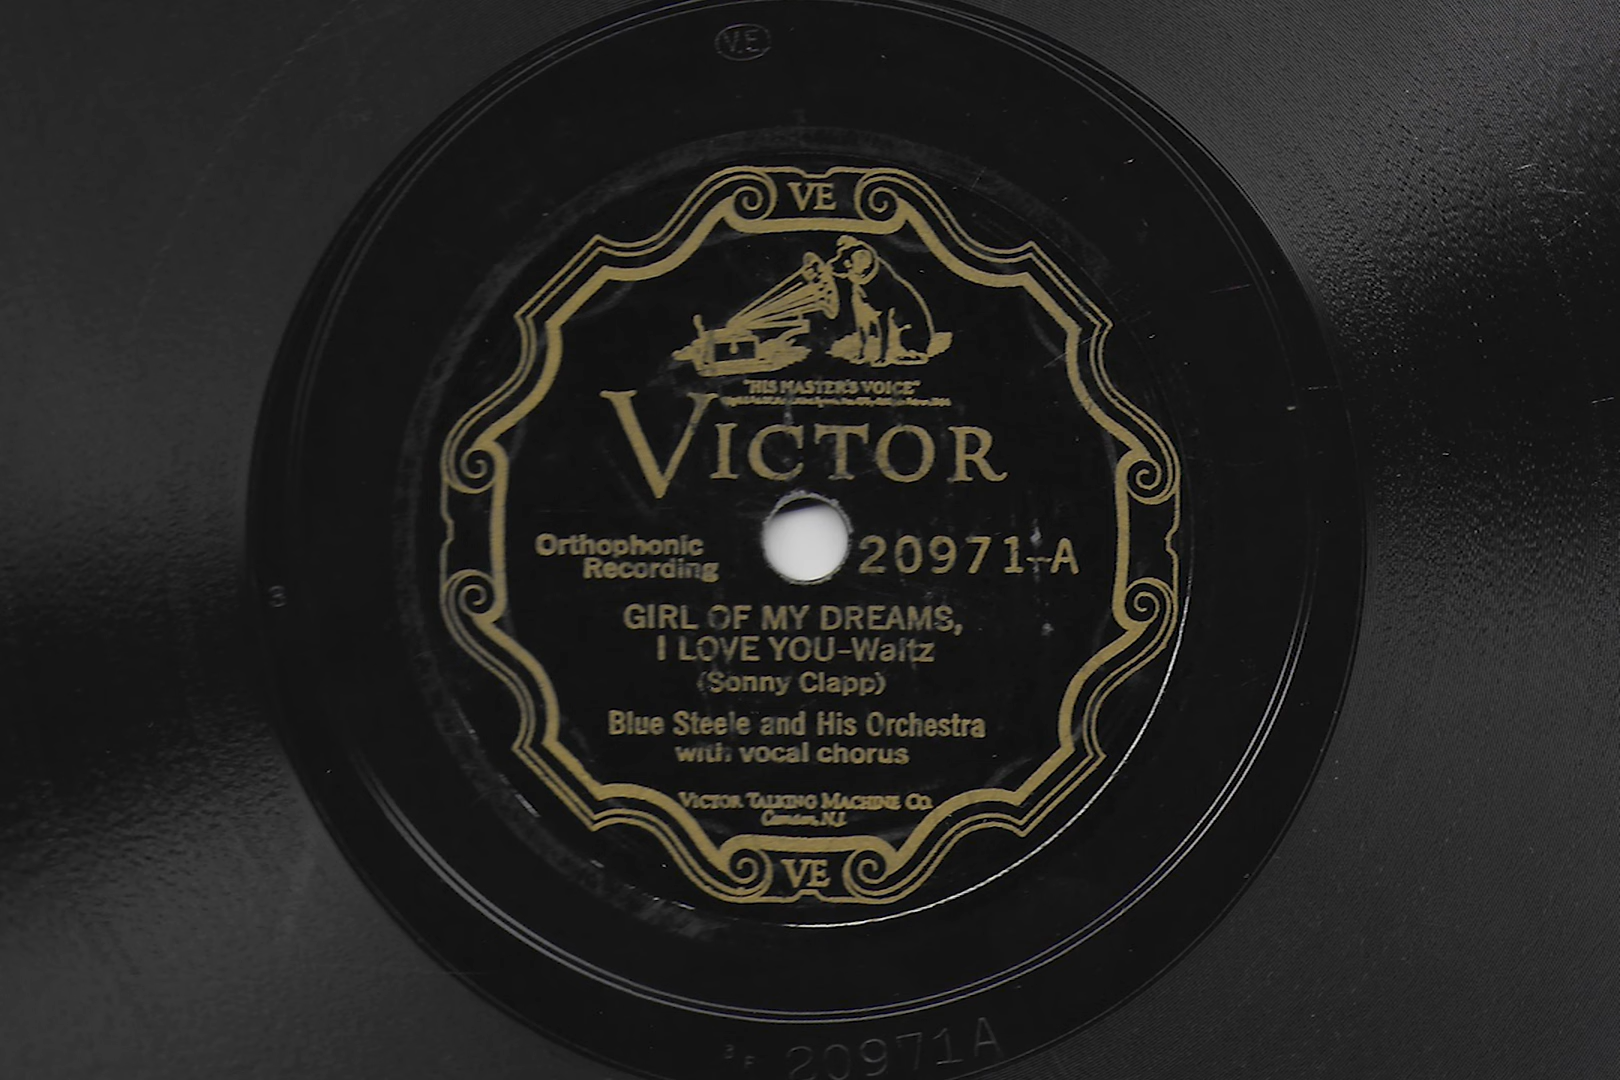 V.E.
VE
"HIS MASTER'S VOICE"
VICTOR
Orthophonic
Recording
20971-A
GIRL OF MY DREAMS,
I LOVE YOU-Waltz
(Sonny Clapp)
Blue Steele and His Orchestra
with vocal chorus
VICTOR TALKING MACHINE CO.
Camden, N.J.
VE
20971A